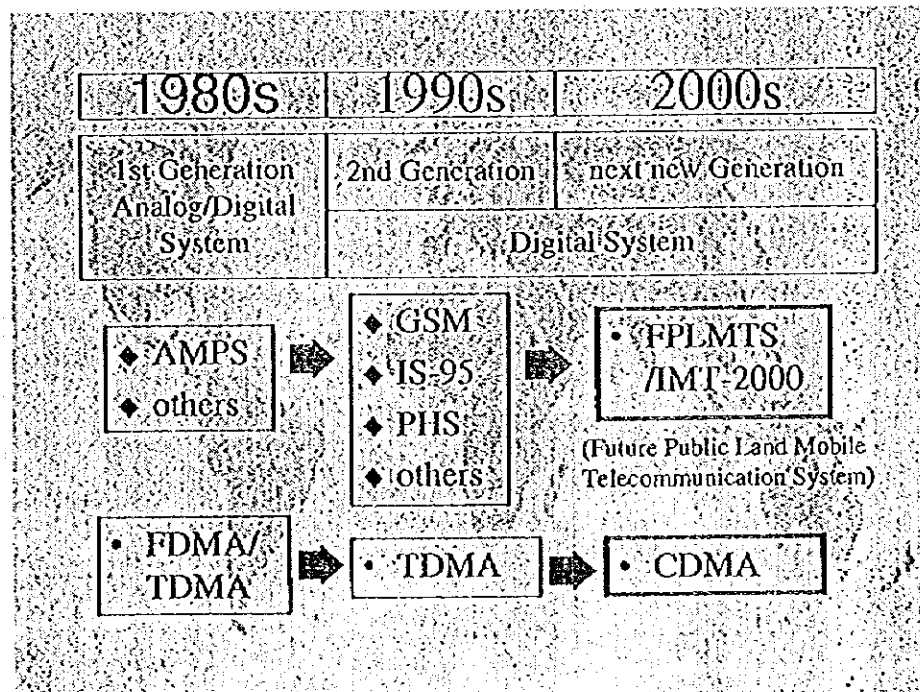 1980s 1990s 2000s
1st Generation
Analog/Digital
System
2nd Generation
next new Generation
Digital System
◆ AMPS
◆ others
◆ GSM
◆ IS-95
◆ PHS
◆ others
• FPLMTS
/IMT-2000
(Future Public Land Mobile
Telecommunication System)
• FDMA/
TDMA
• TDMA
• CDMA